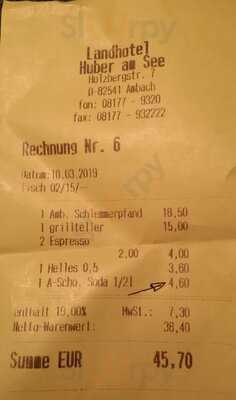 Landhotel
Huber am See
Holzbergstr. 7
D-82541 Ambach
fon: 08177 - 9320
fax: 08177 - 932222
Rechnung Nr. 6
Datum:10.03.2019
Tisch 02/15/--
1 Amb. Schlemmerpfand 18,50
1 grillteller 15,00
2 Espresso
2,00 4,00
1 Helles 0,5 3,60
1 A-Scho. Soda 1/2l 4,60
enthält 19,00% MwSt.: 7,30
Netto-Warenwert: 38,40
Summe EUR 45,70